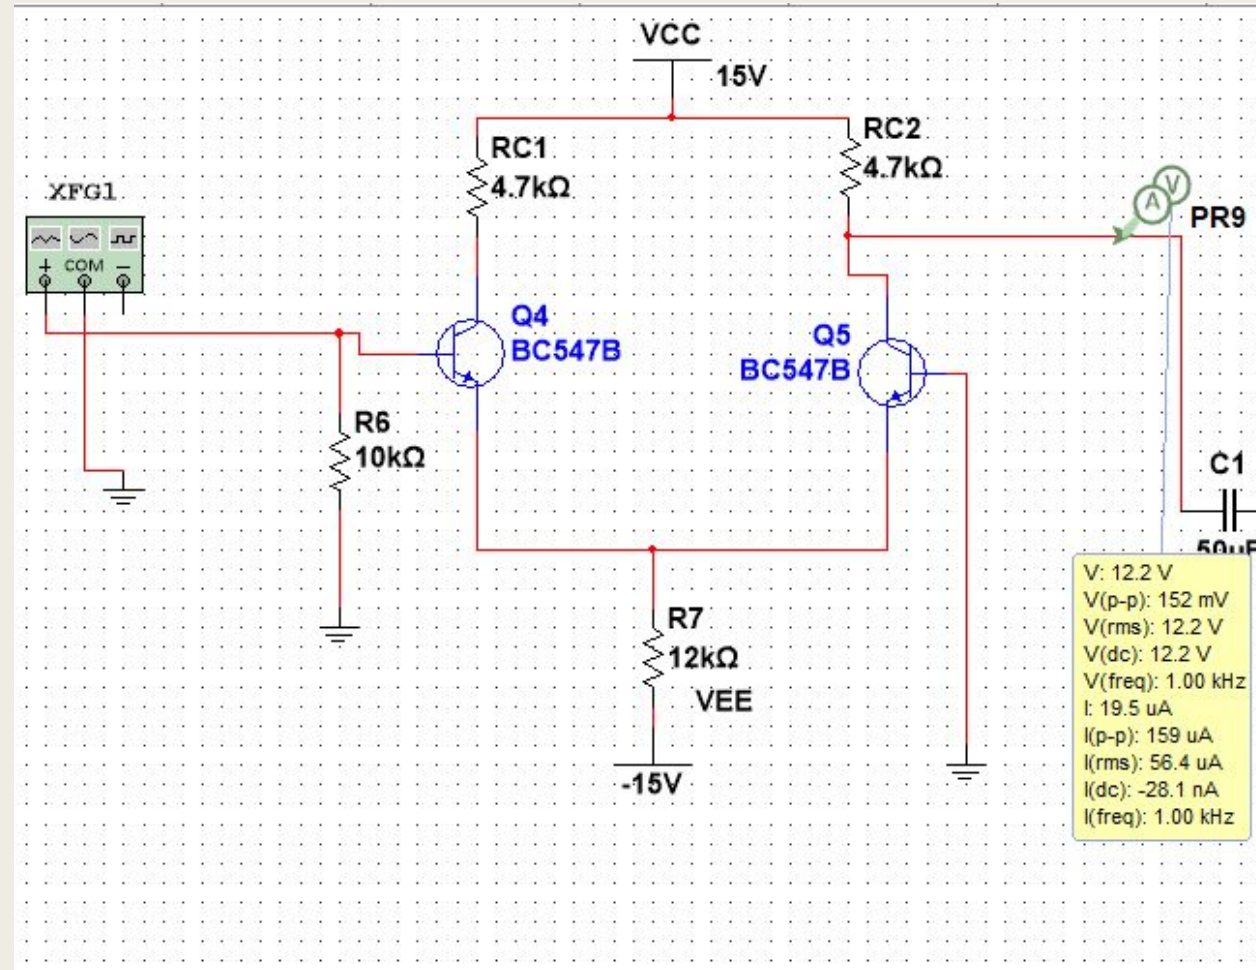 VCC
15V
RC1
4.7kΩ
RC2
4.7kΩ
XFG1
+ COM −
V
A
PR9
Q4
BC547B
Q5
BC547B
R6
10kΩ
C1
50uF
R7
12kΩ
VEE
-15V
V: 12.2 V
V(p-p): 152 mV
V(rms): 12.2 V
V(dc): 12.2 V
V(freq): 1.00 kHz
I: 19.5 uA
I(p-p): 159 uA
I(rms): 56.4 uA
I(dc): -28.1 nA
I(freq): 1.00 kHz